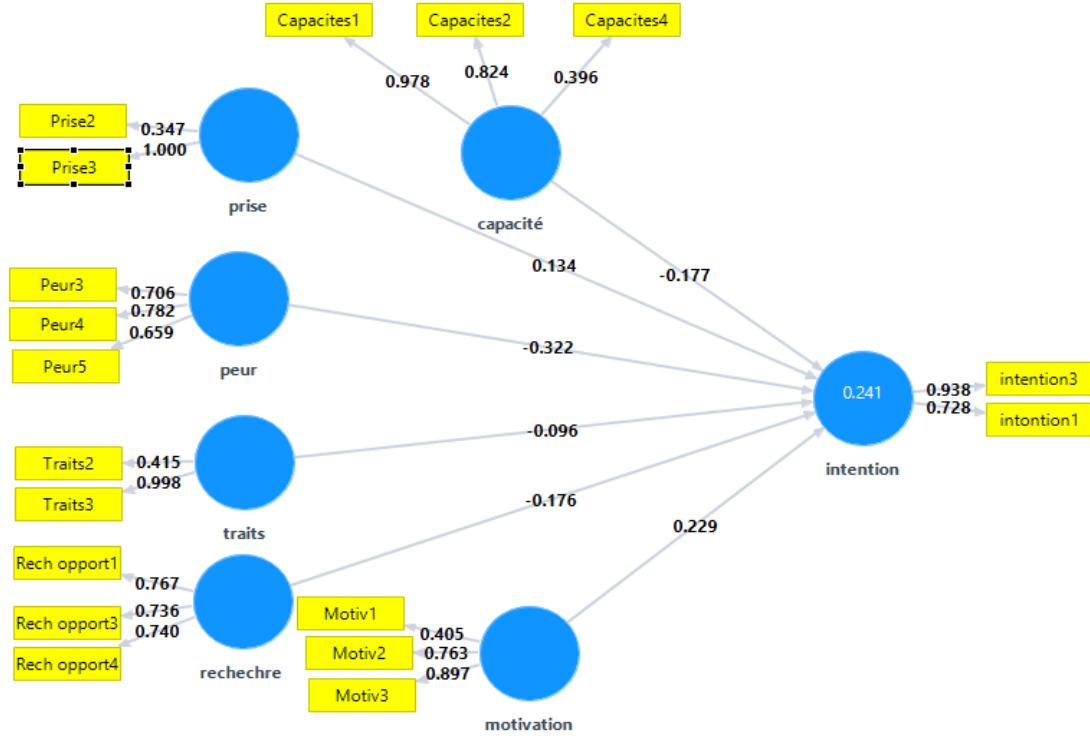 Capacites1
Capacites2
Capacites4
0.978
0.824
0.396
Prise2
0.347
Prise3
1.000
prise
capacité
0.134
-0.177
Peur3
0.706
Peur4
0.782
Peur5
0.659
peur
-0.322
0.241
intention3
0.938
intontion1
0.728
intention
Traits2
0.415
Traits3
0.998
traits
-0.096
-0.176
0.229
Rech opport1
0.767
Rech opport3
0.736
Rech opport4
0.740
rechechre
Motiv1
0.405
Motiv2
0.763
Motiv3
0.897
motivation